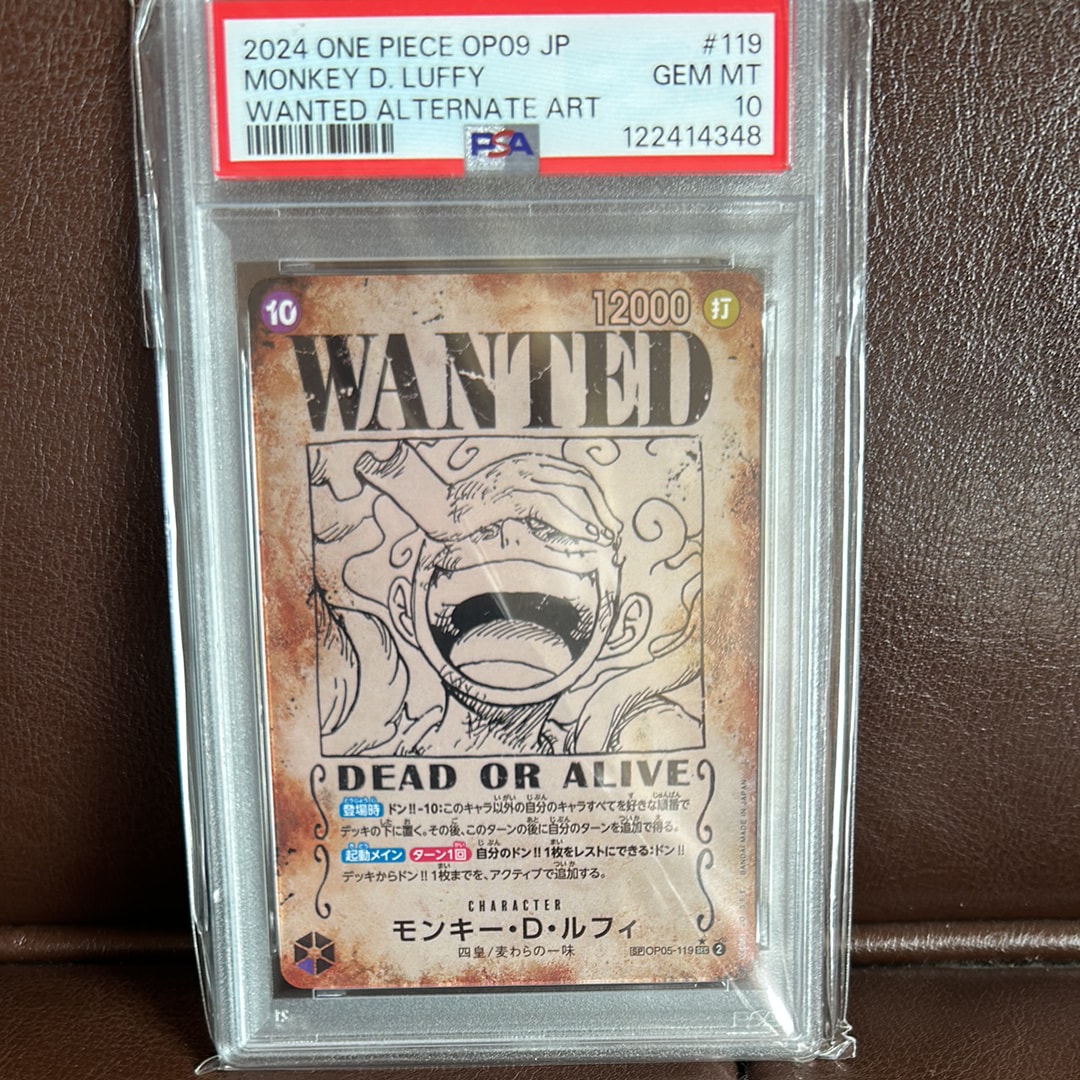 2024 ONE PIECE OP09 JP #119
MONKEY D. LUFFY GEM MT
WANTED ALTERNATE ART 10
PSA 122414348
10 12000 打
WANTED
DEAD OR ALIVE
登場時 ドン!!-10:このキャラ以外の自分のキャラすべてを好きな順番で
デッキの下に置く。その後、このターンの後に自分のターンを追加で得る。
起動メイン ターン1回 自分のドン!!1枚をレストにできる:ドン!!
デッキからドン!!1枚までを、アクティブで追加する。
CHARACTER
モンキー・D・ルフィ
四皇/麦わらの一味
SP OP05-119 SEC 2
BANDAI MADE IN JAPAN